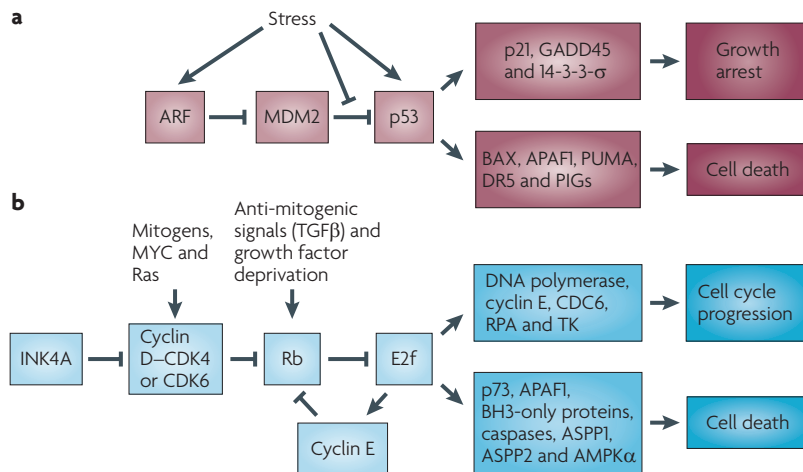 a
Stress
ARF
MDM2
p53
p21, GADD45
and 14-3-3-σ
Growth
arrest
BAX, APAF1, PUMA,
DR5 and PIGs
Cell death
b
Mitogens,
MYC and
Ras
Anti-mitogenic
signals (TGFβ) and
growth factor
deprivation
INK4A
Cyclin
D–CDK4
or CDK6
Rb
E2f
Cyclin E
DNA polymerase,
cyclin E, CDC6,
RPA and TK
Cell cycle
progression
p73, APAF1,
BH3-only proteins,
caspases, ASPP1,
ASPP2 and AMPKα
Cell death